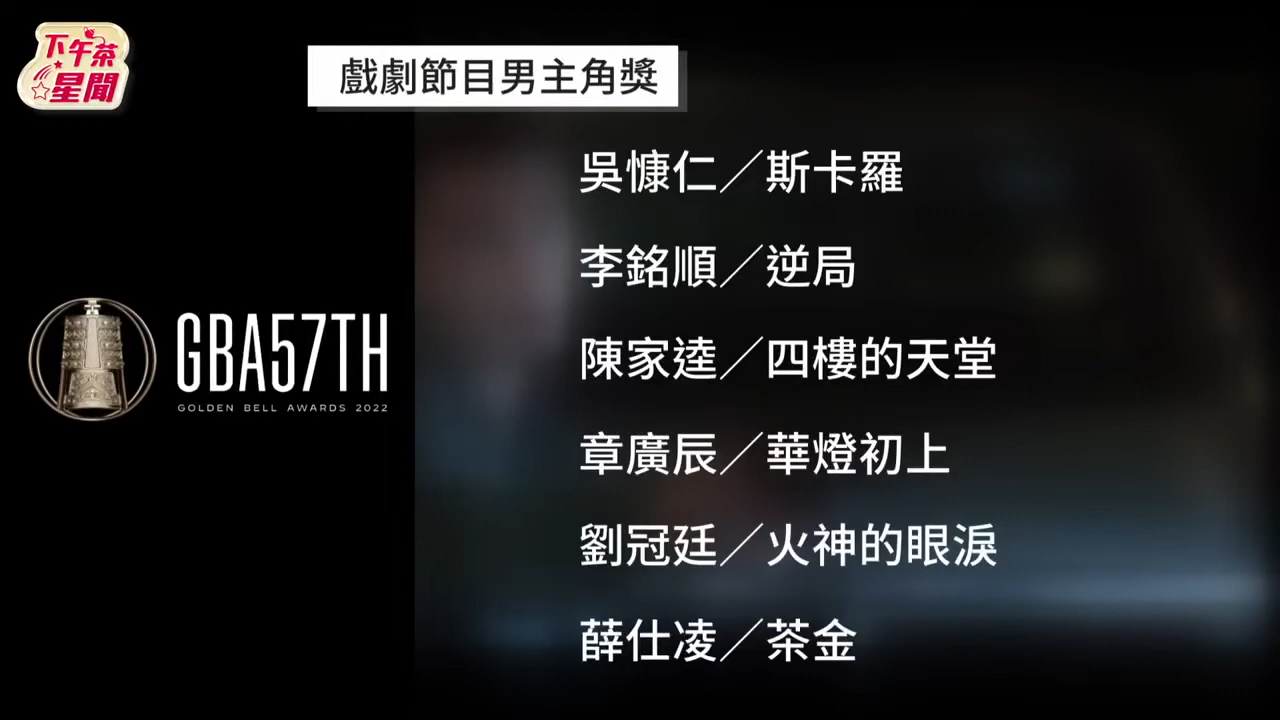 下午茶
星聞
戲劇節目男主角獎
吳慷仁／斯卡羅
李銘順／逆局
陳家逵／四樓的天堂
章廣辰／華燈初上
劉冠廷／火神的眼淚
薛仕凌／茶金
GBA57TH
GOLDEN BELL AWARDS 2022